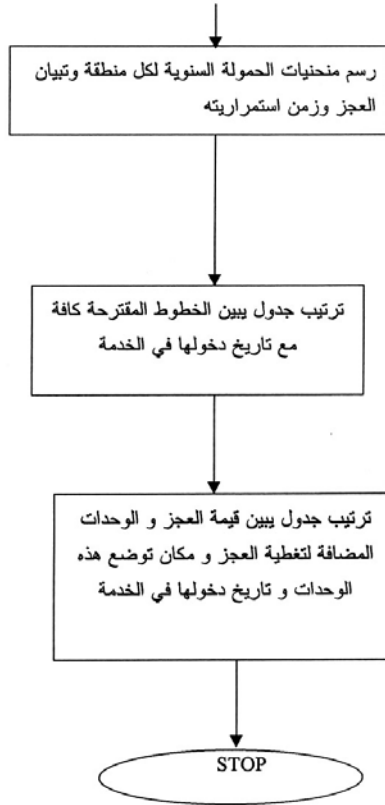 رسم منحنيات الحمولة السنوية لكل منطقة وتبيان
العجز وزمن استمراريته
ترتيب جدول يبين الخطوط المقترحة كافة
مع تاريخ دخولها في الخدمة
ترتيب جدول يبين قيمة العجز و الوحدات
المضافة لتغطية العجز و مكان توضع هذه
الوحدات و تاريخ دخولها في الخدمة
STOP